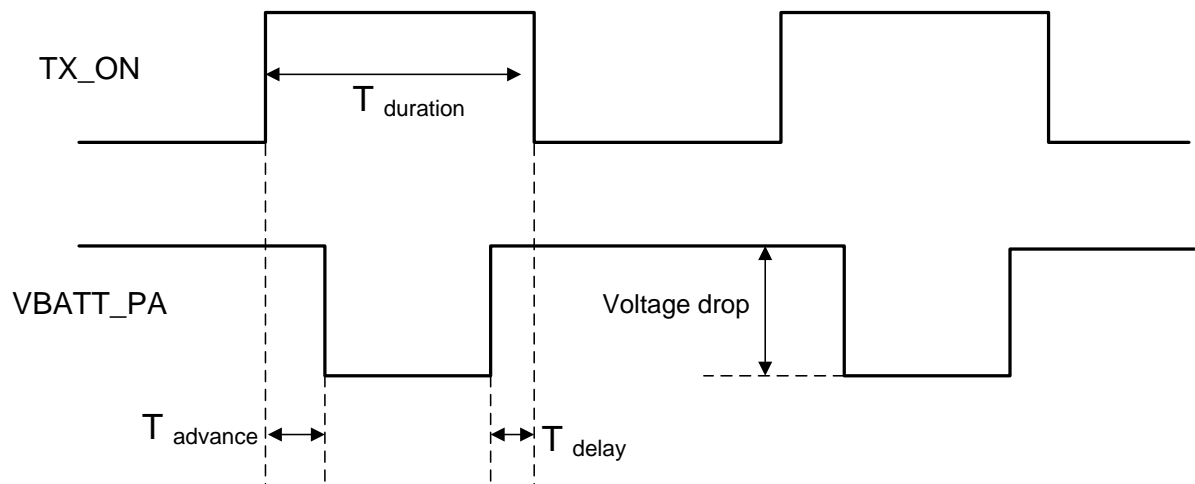 TX_ON
T duration
VBATT_PA
Voltage drop
T advance
T delay